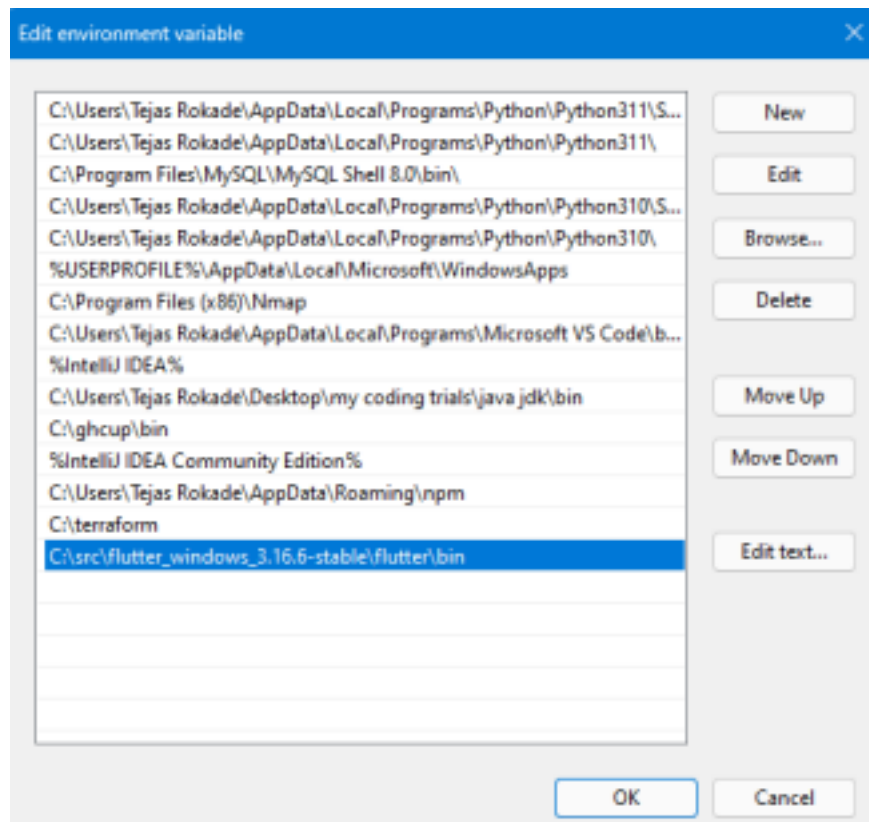 Edit environment variable
C:\Users\Tejas Rokade\AppData\Local\Programs\Python\Python311\S...
C:\Users\Tejas Rokade\AppData\Local\Programs\Python\Python311\
C:\Program Files\MySQL\MySQL Shell 8.0\bin\
C:\Users\Tejas Rokade\AppData\Local\Programs\Python\Python310\S...
C:\Users\Tejas Rokade\AppData\Local\Programs\Python\Python310\
%USERPROFILE%\AppData\Local\Microsoft\WindowsApps
C:\Program Files (x86)\Nmap
C:\Users\Tejas Rokade\AppData\Local\Programs\Microsoft VS Code\b...
%IntelliJ IDEA%
C:\Users\Tejas Rokade\Desktop\my coding trials\java jdk\bin
C:\ghcup\bin
%IntelliJ IDEA Community Edition%
C:\Users\Tejas Rokade\AppData\Roaming\npm
C:\terraform
C:\src\flutter_windows_3.16.6-stable\flutter\bin
New
Edit
Browse...
Delete
Move Up
Move Down
Edit text...
OK
Cancel